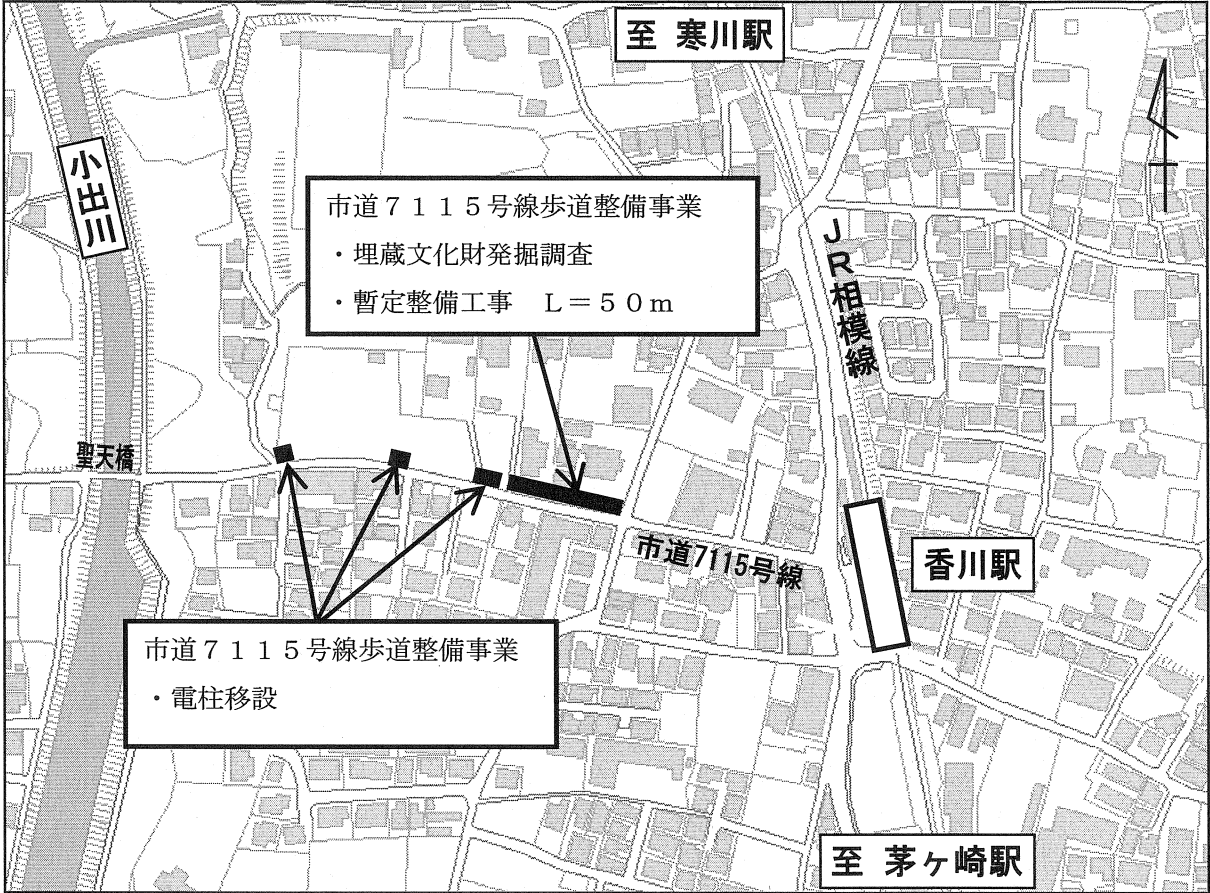 至 寒川駅
小出川
市道７１１５号線歩道整備事業
・埋蔵文化財発掘調査
・暫定整備工事　Ｌ＝５０ｍ
ＪＲ相模線
聖天橋
市道7115号線
香川駅
市道７１１５号線歩道整備事業
・電柱移設
至 茅ヶ崎駅